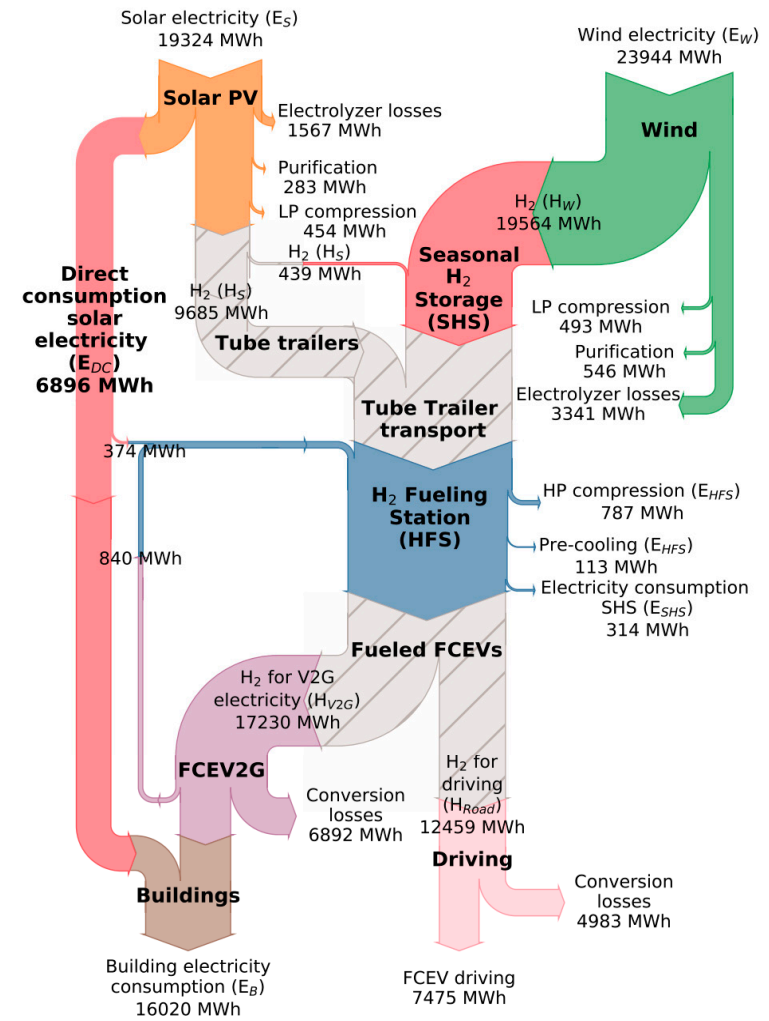 Solar electricity (E_S)
19324 MWh
Wind electricity (E_W)
23944 MWh
Solar PV
Electrolyzer losses
1567 MWh
Wind
Purification
283 MWh
LP compression
454 MWh
H₂ (H_W)
19564 MWh
H₂ (H_S)
439 MWh
Seasonal
H₂
Storage
(SHS)
Direct
consumption
solar
electricity
(E_DC)
6896 MWh
H₂ (H_S)
9685 MWh
Tube trailers
LP compression
493 MWh
Purification
546 MWh
Electrolyzer losses
3341 MWh
Tube Trailer
transport
374 MWh
H₂ Fueling
Station
(HFS)
HP compression (E_HFS)
787 MWh
Pre-cooling (E_HFS)
113 MWh
840 MWh
Electricity consumption
SHS (E_SHS)
314 MWh
Fueled FCEVs
H₂ for V2G
electricity (H_V2G)
17230 MWh
FCEV2G
H₂ for
driving
(H_Road)
12459 MWh
Conversion
losses
6892 MWh
Driving
Buildings
Conversion
losses
4983 MWh
Building electricity
consumption (E_B)
16020 MWh
FCEV driving
7475 MWh